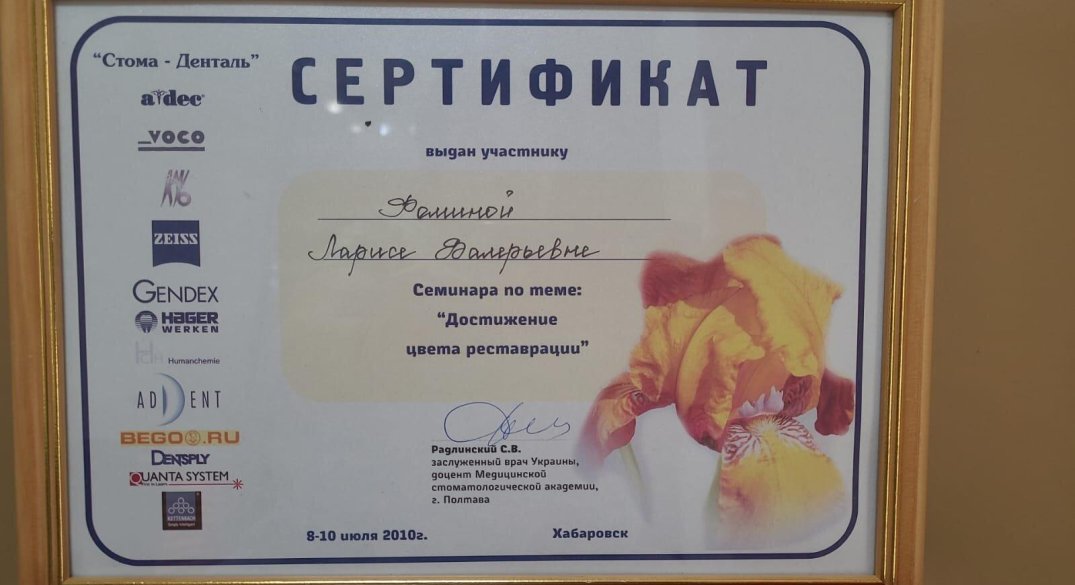 “Стома - Денталь”
a-dec
VOCO
ZEISS
GENDEX
HAGER
WERKEN
Humanchemie
ADDENT
BEGO.RU
DENTSPLY
QUANTA SYSTEM
KETTENBACH
СЕРТИФИКАТ
выдан участнику
Фоминой
Ларисе Валерьевне
Семинара по теме:
“Достижение
цвета реставрации”
Радлинский С.В.
заслуженный врач Украины,
доцент Медицинской
стоматологической академии,
г. Полтава
8-10 июля 2010г.
Хабаровск